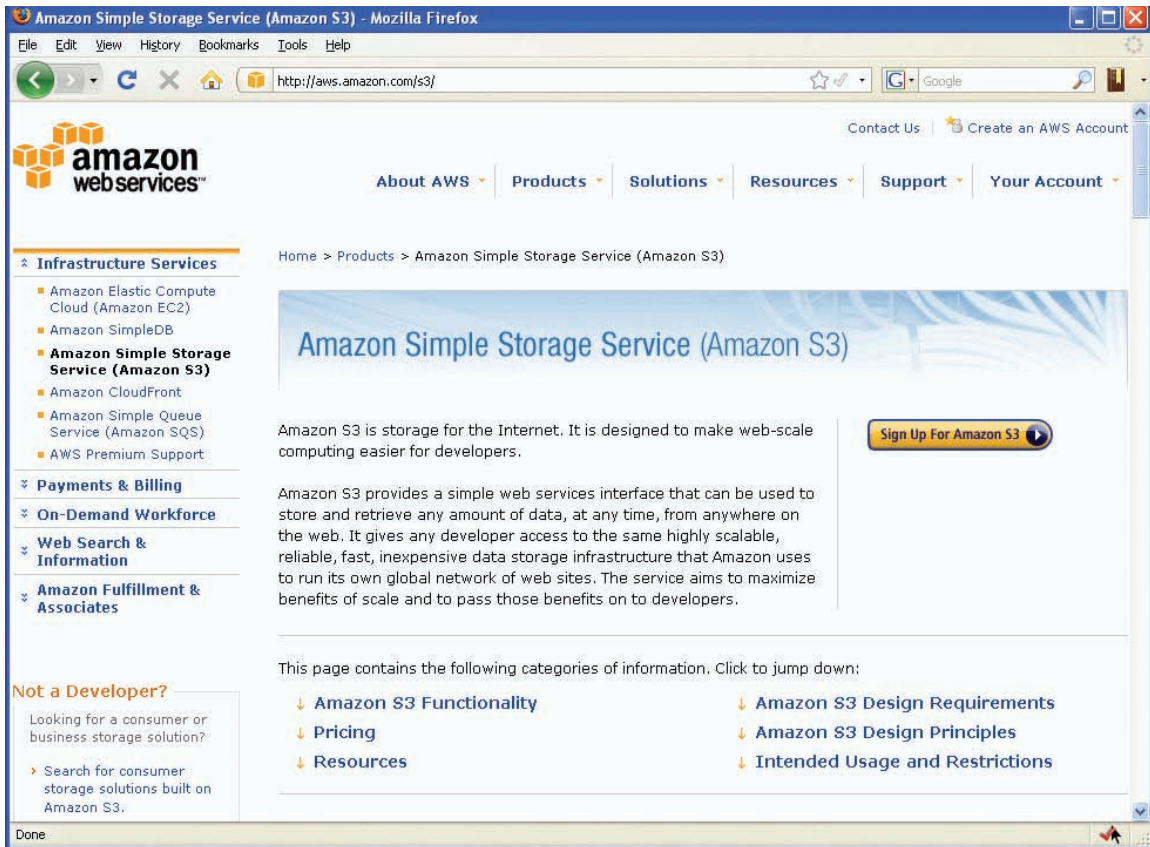 Amazon Simple Storage Service (Amazon S3) - Mozilla Firefox
File Edit View History Bookmarks Tools Help
http://aws.amazon.com/s3/
G Google
Contact Us Create an AWS Account
amazon
webservices™
About AWS Products Solutions Resources Support Your Account
Home > Products > Amazon Simple Storage Service (Amazon S3)
Infrastructure Services
Amazon Elastic Compute
Cloud (Amazon EC2)
Amazon SimpleDB
Amazon Simple Storage
Service (Amazon S3)
Amazon CloudFront
Amazon Simple Queue
Service (Amazon SQS)
AWS Premium Support
Payments & Billing
On-Demand Workforce
Web Search &
Information
Amazon Fulfillment &
Associates
Not a Developer?
Looking for a consumer or
business storage solution?
Search for consumer
storage solutions built on
Amazon S3.
Amazon Simple Storage Service (Amazon S3)
Amazon S3 is storage for the Internet. It is designed to make web-scale
computing easier for developers.
Sign Up For Amazon S3
Amazon S3 provides a simple web services interface that can be used to
store and retrieve any amount of data, at any time, from anywhere on
the web. It gives any developer access to the same highly scalable,
reliable, fast, inexpensive data storage infrastructure that Amazon uses
to run its own global network of web sites. The service aims to maximize
benefits of scale and to pass those benefits on to developers.
This page contains the following categories of information. Click to jump down:
↓ Amazon S3 Functionality
↓ Pricing
↓ Resources
↓ Amazon S3 Design Requirements
↓ Amazon S3 Design Principles
↓ Intended Usage and Restrictions
Done